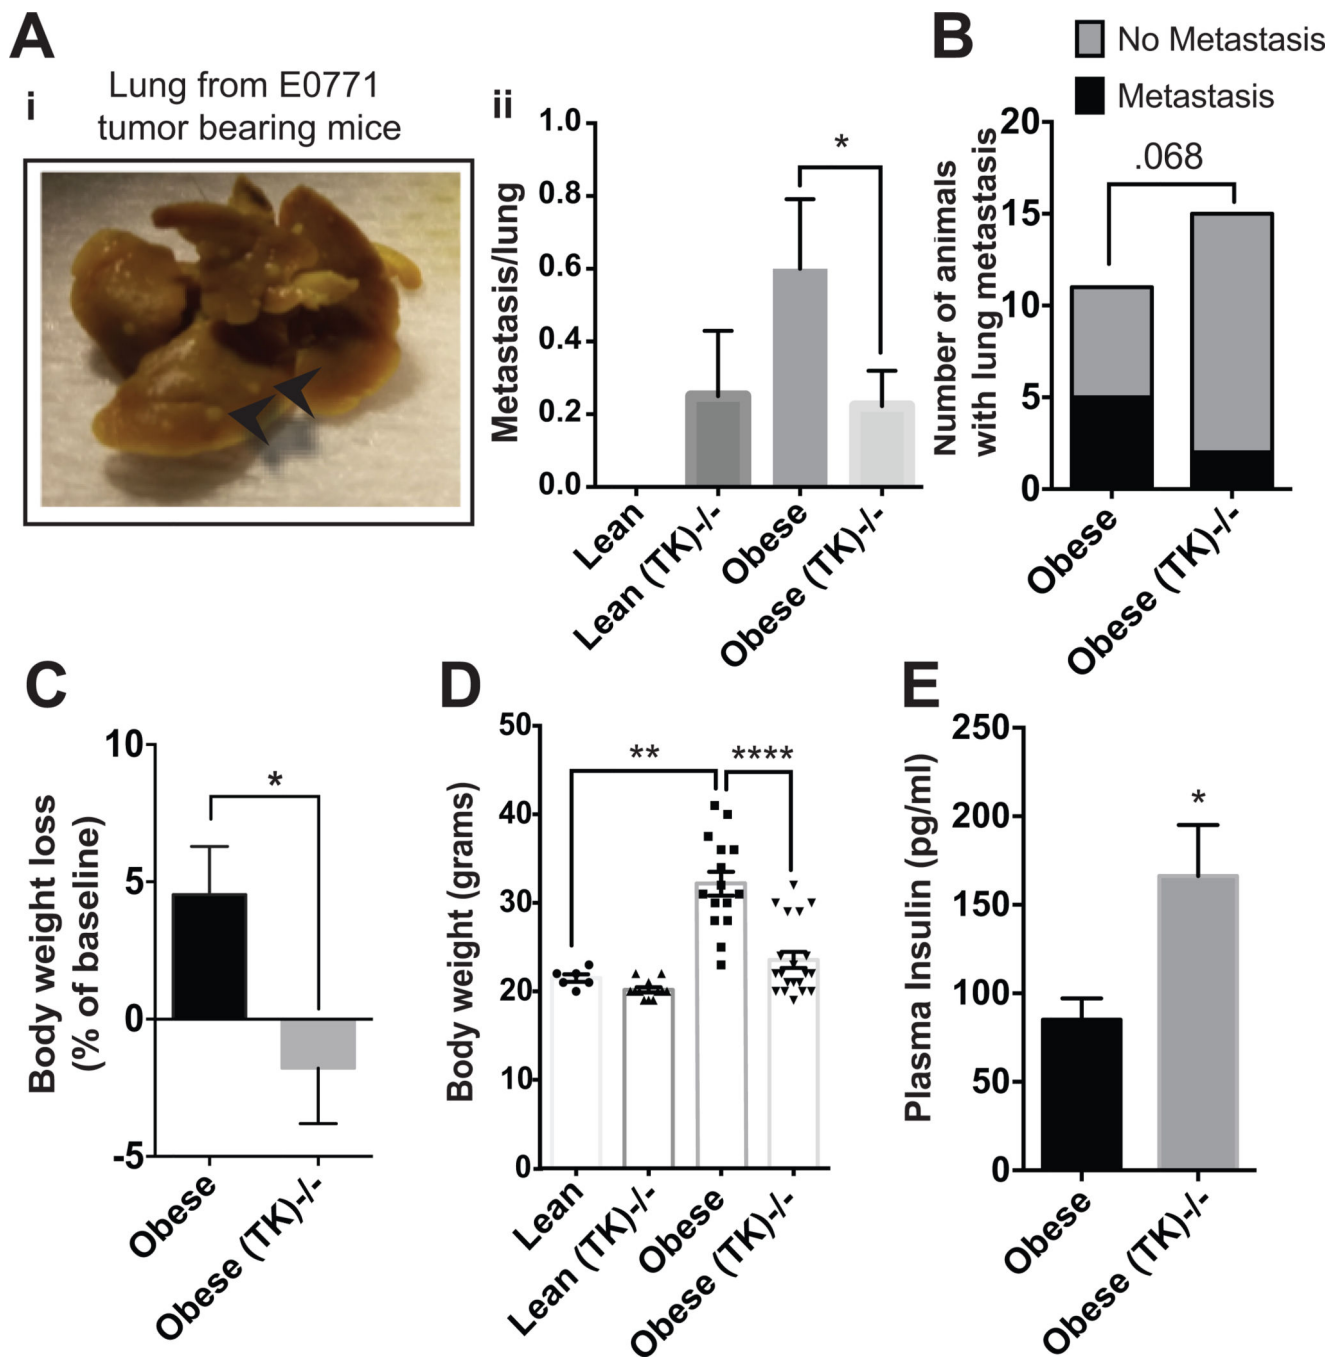 A
i
Lung from E0771
tumor bearing mice
ii
Metastasis/lung
1.0
0.8
0.6
0.4
0.2
0.0
*
Lean
Lean (TK)-/-
Obese
Obese (TK)-/-
B
No Metastasis
Metastasis
Number of animals
with lung metastasis
20
15
10
5
0
.068
Obese
Obese (TK)-/-
C
Body weight loss
(% of baseline)
10
5
0
-5
*
Obese
Obese (TK)-/-
D
Body weight (grams)
50
40
30
20
10
0
**
****
Lean
Lean (TK)-/-
Obese
Obese (TK)-/-
E
Plasma Insulin (pg/ml)
250
200
150
100
50
0
*
Obese
Obese (TK)-/-